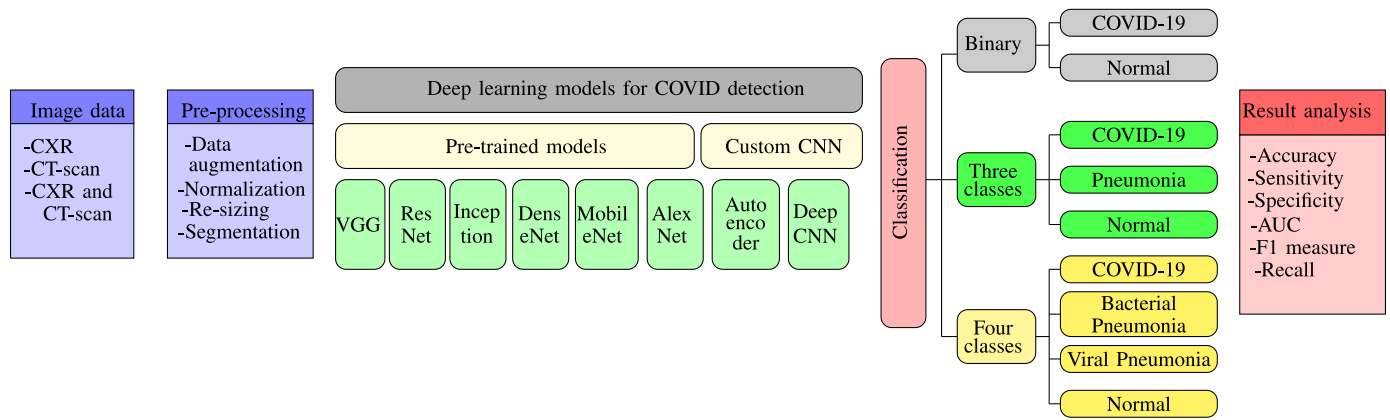 Image data
-CXR
-CT-scan
-CXR and
CT-scan
Pre-processing
-Data
augmentation
-Normalization
-Re-sizing
-Segmentation
Deep learning models for COVID detection
Pre-trained models
Custom CNN
VGG
Res
Net
Incep
tion
Dens
eNet
Mobil
eNet
Alex
Net
Auto
enco
der
Deep
CNN
Classification
Binary
COVID-19
Normal
Three
classes
COVID-19
Pneumonia
Normal
Four
classes
COVID-19
Bacterial
Pneumonia
Viral Pneumonia
Normal
Result analysis
-Accuracy
-Sensitivity
-Specificity
-AUC
-F1 measure
-Recall